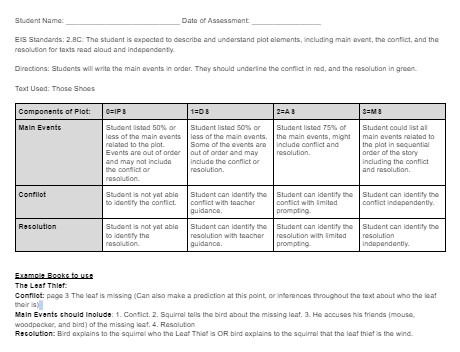 Student Name: ______________________________ Date of Assessment: __________________
EIS Standards: 2.8C: The student is expected to describe and understand plot elements, including main event, the conflict, and the
resolution for texts read aloud and independently.
Directions: Students will write the main events in order. They should underline the conflict in red, and the resolution in green.
Text Used: Those Shoes
Components of Plot: 0=IPS 1=DS 2=AS 3=MS
Main Events
Student listed 50% or
less of the main events
related to the plot.
Events are out of order
and may not include
the conflict or
resolution.
Student listed 50% or
less of main events.
Some of the events are
out of order and may
include the conflict or
resolution.
Student listed 75% of
the main events, might
include conflict and
resolution.
Student could list all
main events related to
the plot in sequential
order of the story
including the conflict
and resolution.
Conflict
Student is not yet able
to identify the conflict.
Student can identify the
conflict with teacher
guidance.
Student can identify the
conflict with limited
prompting.
Student can identify the
conflict independently.
Resolution
Student is not yet able
to identify the
resolution.
Student can identify the
resolution with teacher
guidance.
Student can identify the
resolution with limited
prompting.
Student can identify the
resolution
independently.
Example Books to use
The Leaf Thief:
Conflict: page 3 The leaf is missing (Can also make a prediction at this point, or inferences throughout the text about who the leaf
their is)
Main Events should include: 1. Conflict. 2. Squirrel tells the bird about the missing leaf. 3. He accuses his friends (mouse,
woodpecker, and bird) of the missing leaf. 4. Resolution
Resolution: Bird explains to the squirrel who the Leaf Thief is OR bird explains to the squirrel that the leaf thief is the wind.